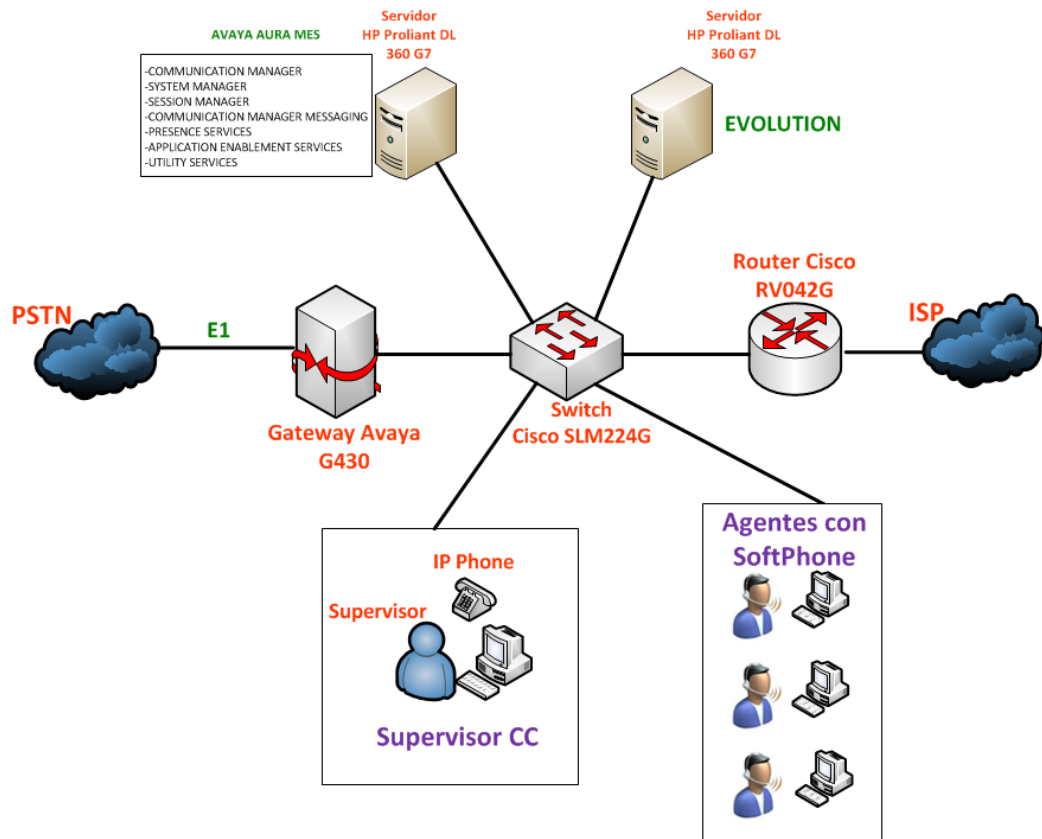 Servidor
HP Proliant DL
360 G7
Servidor
HP Proliant DL
360 G7
AVAYA AURA MES
-COMMUNICATION MANAGER
-SYSTEM MANAGER
-SESSION MANAGER
-COMMUNICATION MANAGER MESSAGING
-PRESENCE SERVICES
-APPLICATION ENABLEMENT SERVICES
-UTILITY SERVICES
EVOLUTION
PSTN
E1
Gateway Avaya
G430
Switch
Cisco SLM224G
Router Cisco
RV042G
ISP
IP Phone
Supervisor
Supervisor CC
Agentes con
SoftPhone